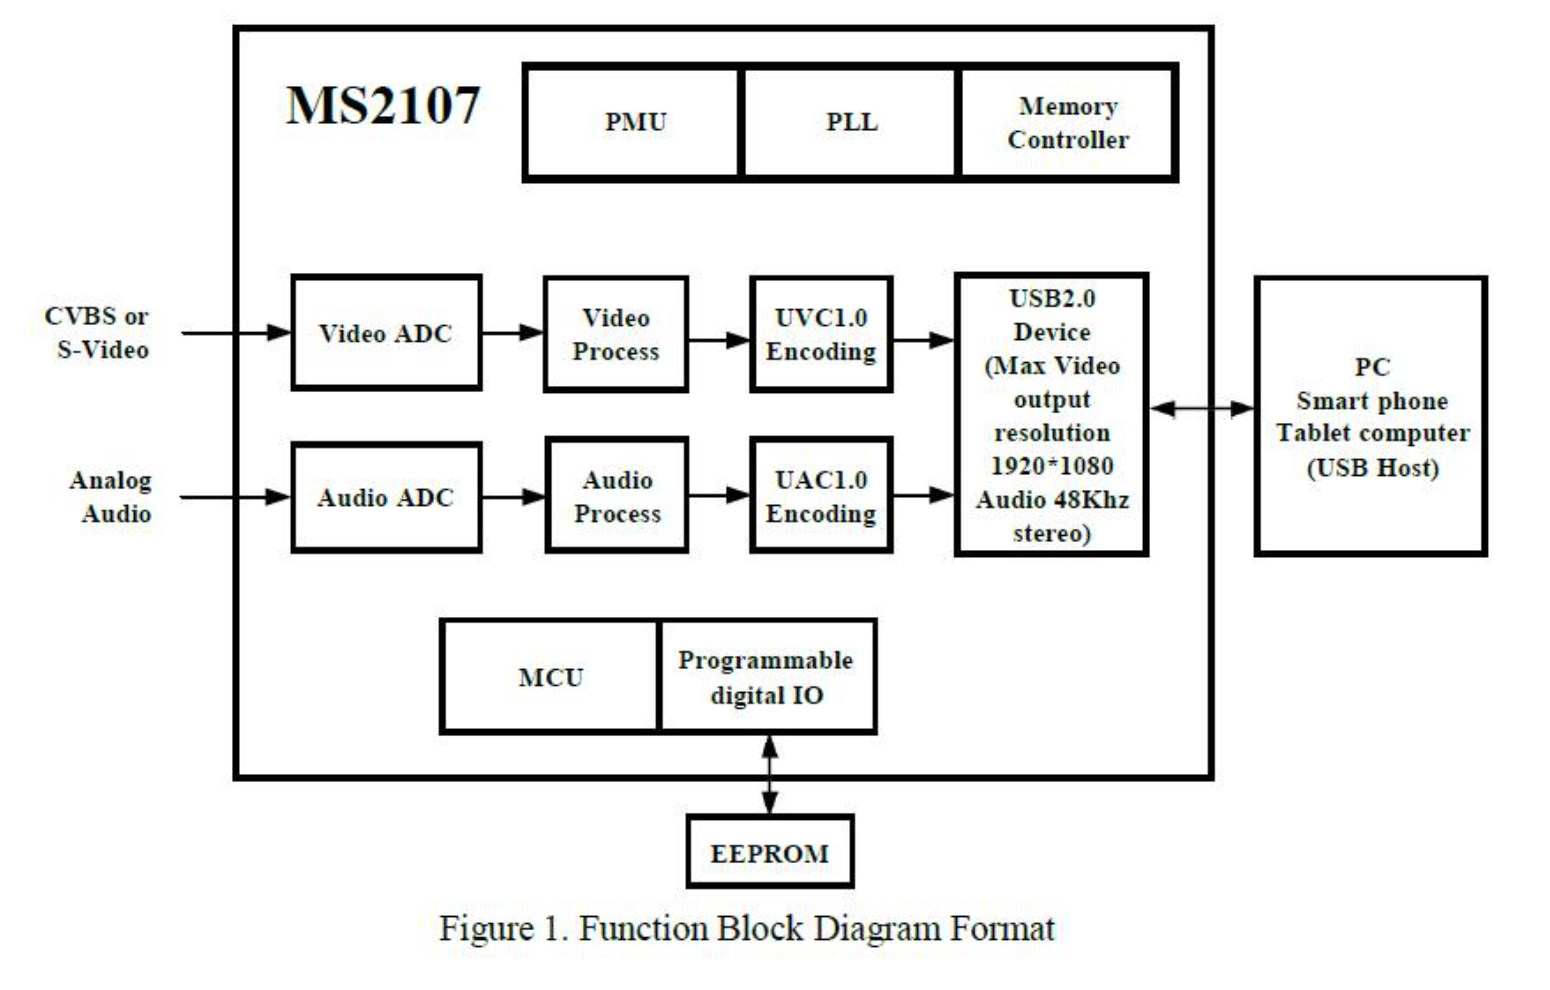 MS2107
PMU
PLL
Memory
Controller
CVBS or
S-Video
Video ADC
Video
Process
UVC1.0
Encoding
USB2.0
Device
(Max Video
output
resolution
1920*1080
Audio 48Khz
stereo)
PC
Smart phone
Tablet computer
(USB Host)
Analog
Audio
Audio ADC
Audio
Process
UAC1.0
Encoding
MCU
Programmable
digital IO
EEPROM
Figure 1. Function Block Diagram Format